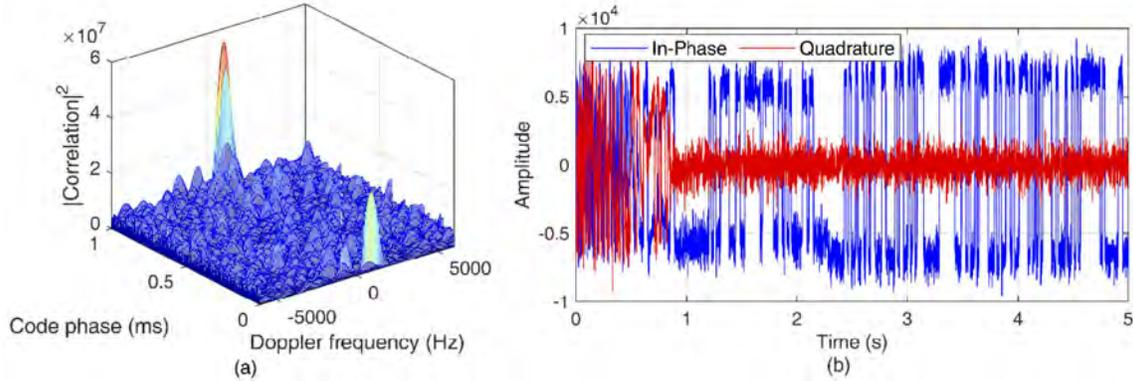 ×10⁷
6
4
2
0
|Correlation|²
1
0.5
0
Code phase (ms)
-5000
0
5000
Doppler frequency (Hz)
(a)
×10⁴
1
0.5
0
-0.5
-1
Amplitude
In-Phase
Quadrature
0 1 2 3 4 5
Time (s)
(b)